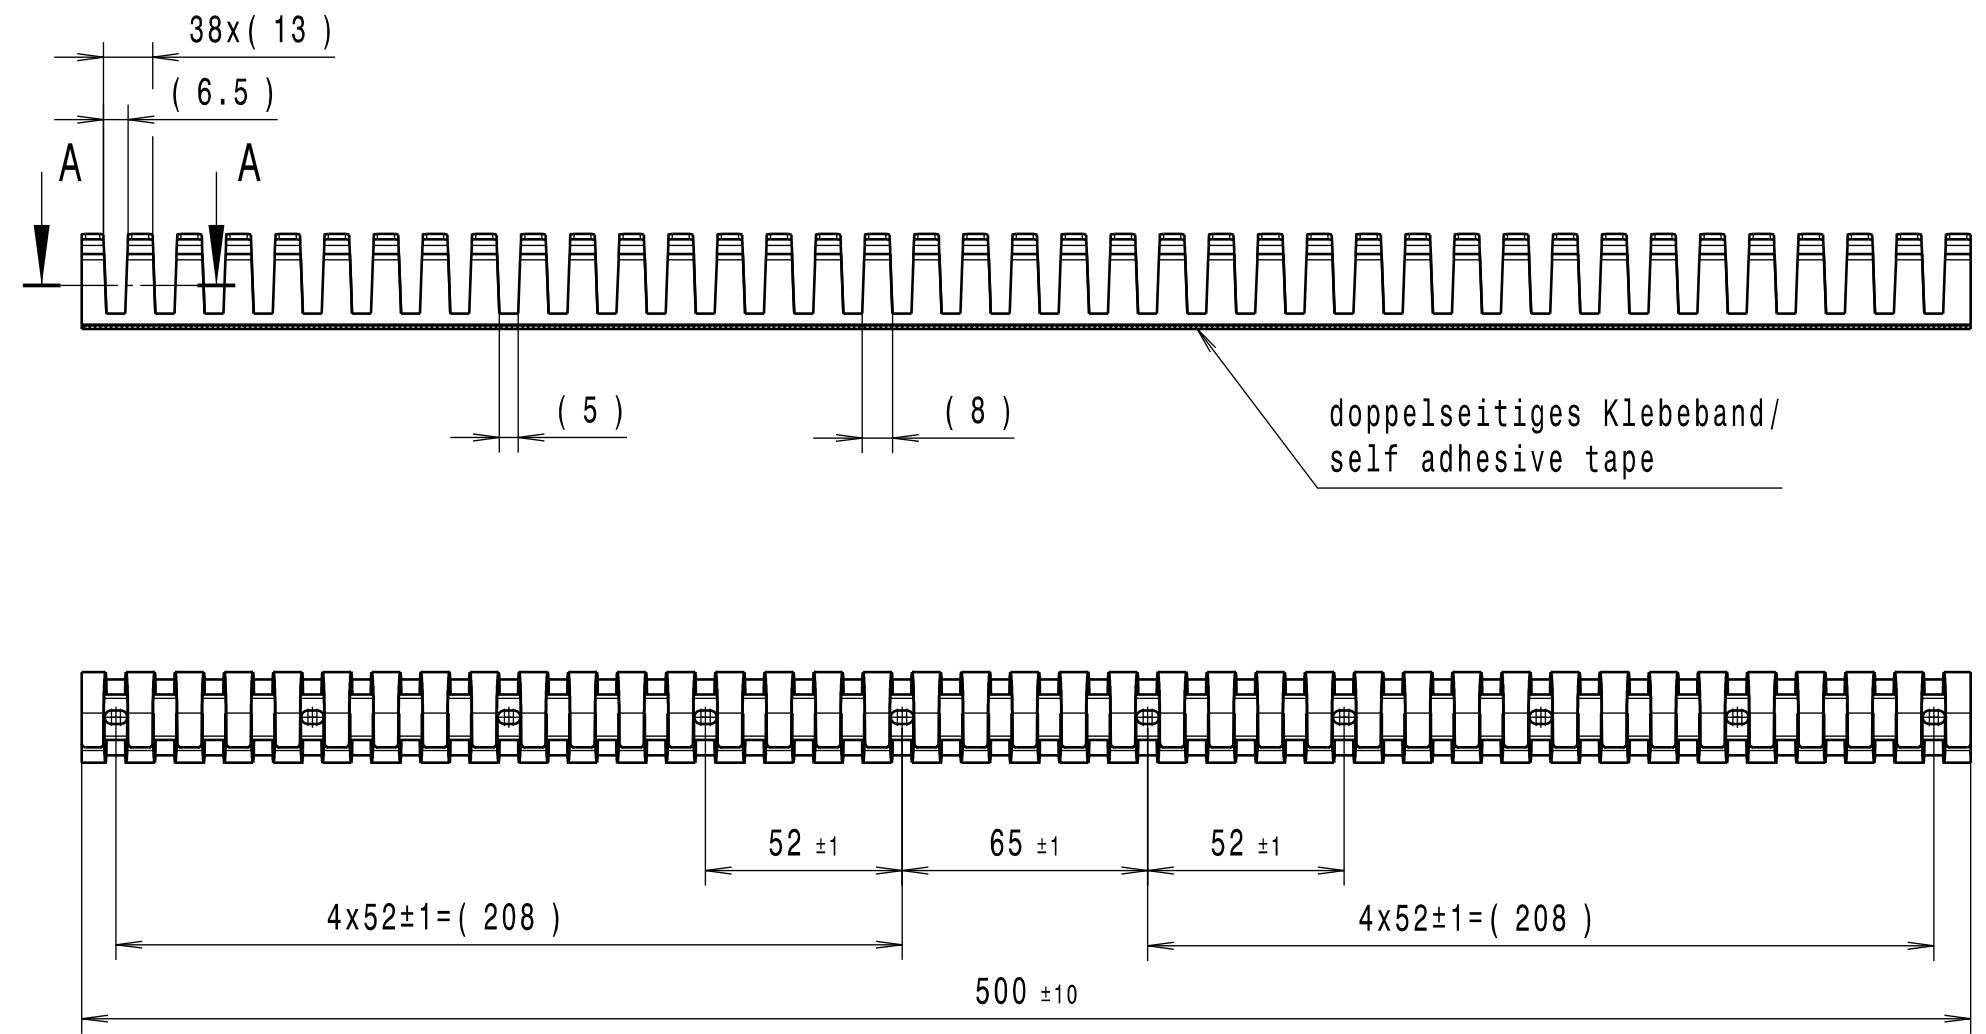 38x( 13 )
( 6.5 )
A A
( 5 ) ( 8 )
doppelseitiges Klebeband/
self adhesive tape
52 ±1 65 ±1 52 ±1
4x52±1=( 208 ) 4x52±1=( 208 )
500 ±10